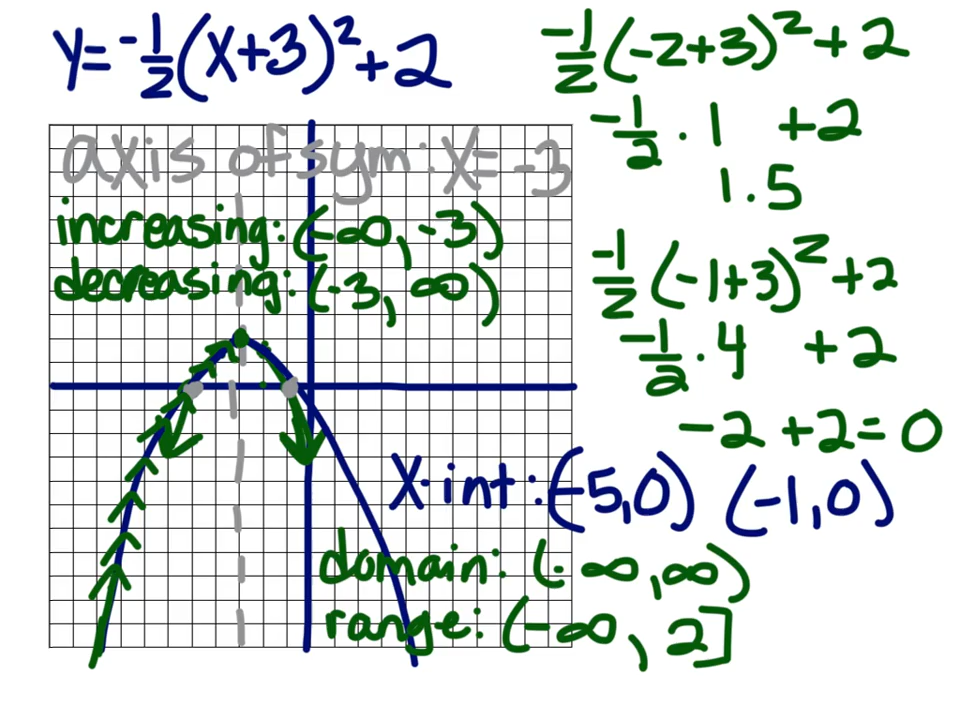 y=-1/2(x+3)²+2
axis of sym: x=-3
increasing: (-∞,-3)
decreasing: (-3,∞)
x-int: (-5,0) (-1,0)
domain: (-∞,∞)
range: (-∞,2]
-1/2(-2+3)²+2
-1/2·1 +2
1.5
-1/2(-1+3)²+2
-1/2·4 +2
-2+2=0